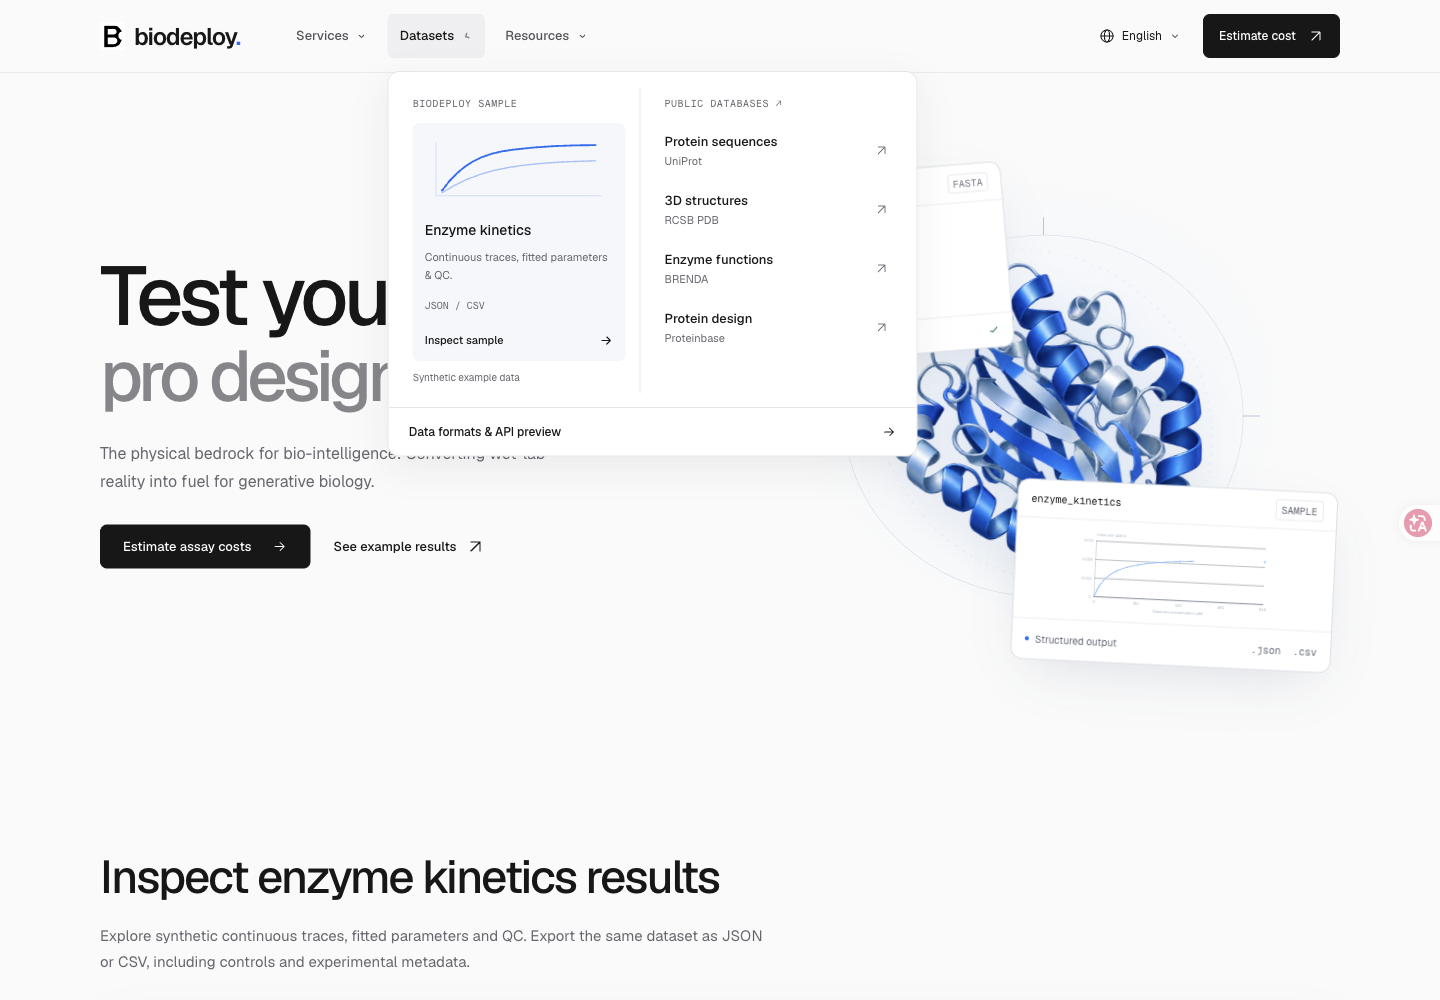 B biodeploy.
Services
Datasets
Resources
English
Estimate cost
BIODEPLOY SAMPLE
Enzyme kinetics
Continuous traces, fitted parameters
& QC.
JSON / CSV
Inspect sample
Synthetic example data
PUBLIC DATABASES
Protein sequences
UniProt
3D structures
RCSB PDB
Enzyme functions
BRENDA
Protein design
Proteinbase
Data formats & API preview
FASTA
Test you
pro design
The physical bedrock for bio-intelligence. Converting wet-lab
reality into fuel for generative biology.
Estimate assay costs
See example results
enzyme_kinetics
SAMPLE
Structured output
.json .csv
Inspect enzyme kinetics results
Explore synthetic continuous traces, fitted parameters and QC. Export the same dataset as JSON
or CSV, including controls and experimental metadata.